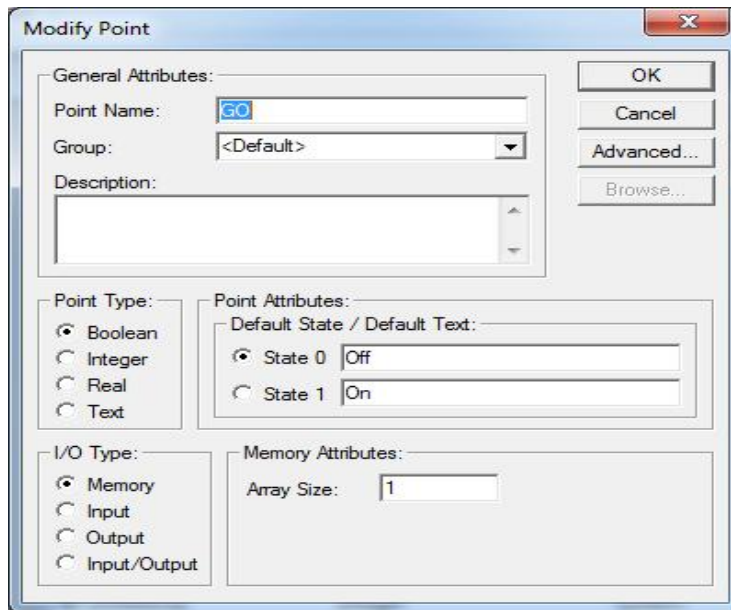 Modify Point
General Attributes:
Point Name: GO
Group: <Default>
Description:
OK
Cancel
Advanced...
Browse...
Point Type:
Boolean
Integer
Real
Text
Point Attributes:
Default State / Default Text:
State 0 Off
State 1 On
I/O Type:
Memory
Input
Output
Input/Output
Memory Attributes:
Array Size: 1